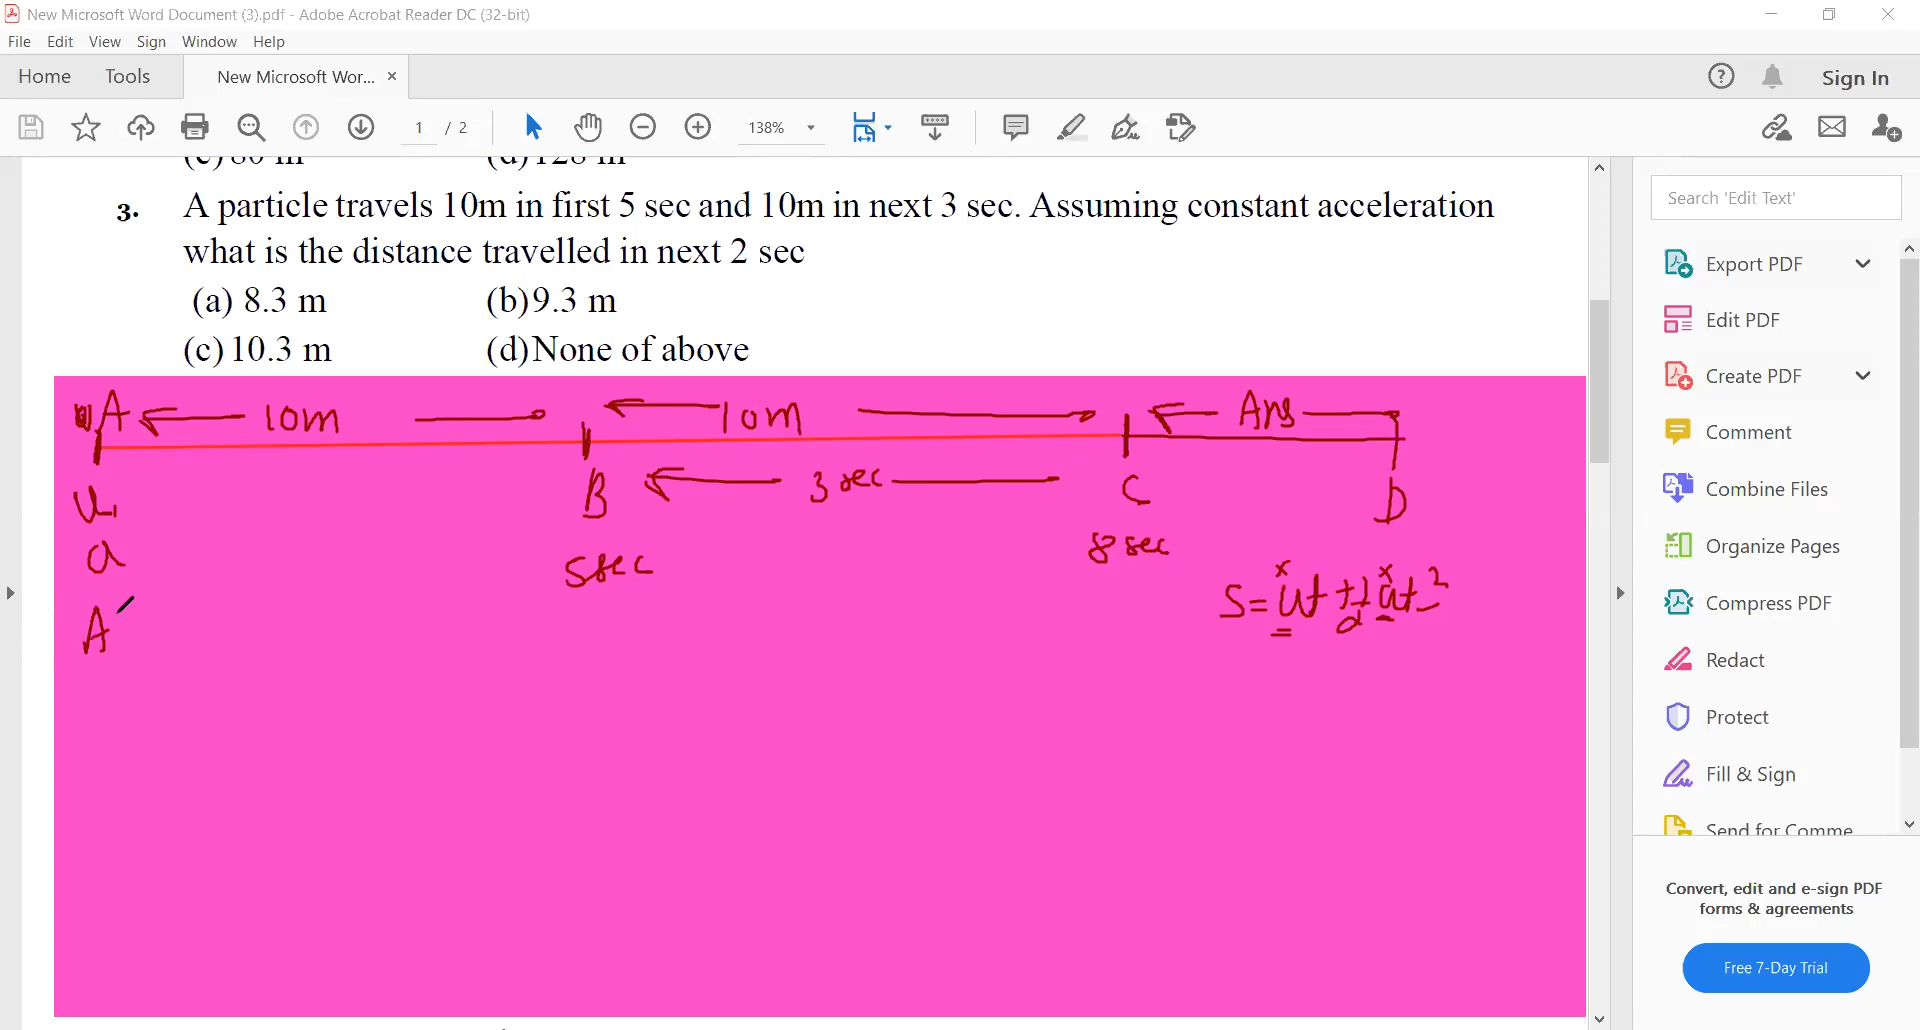 New Microsoft Word Document (3).pdf - Adobe Acrobat Reader DC (32-bit)
File Edit View Sign Window Help
Home Tools New Microsoft Wor... × Sign In
1 / 2 138%
(c) 80 m (d) 128 m
3. A particle travels 10m in first 5 sec and 10m in next 3 sec. Assuming constant acceleration
what is the distance travelled in next 2 sec
(a) 8.3 m (b) 9.3 m
(c) 10.3 m (d) None of above
A 10m 10m Ans
B 3 sec C D
u
a
5sec 8 sec
A
S = ut + 1/2 at2
Search 'Edit Text'
Export PDF
Edit PDF
Create PDF
Comment
Combine Files
Organize Pages
Compress PDF
Redact
Protect
Fill & Sign
Send for Comme
Convert, edit and e-sign PDF
forms & agreements
Free 7-Day Trial